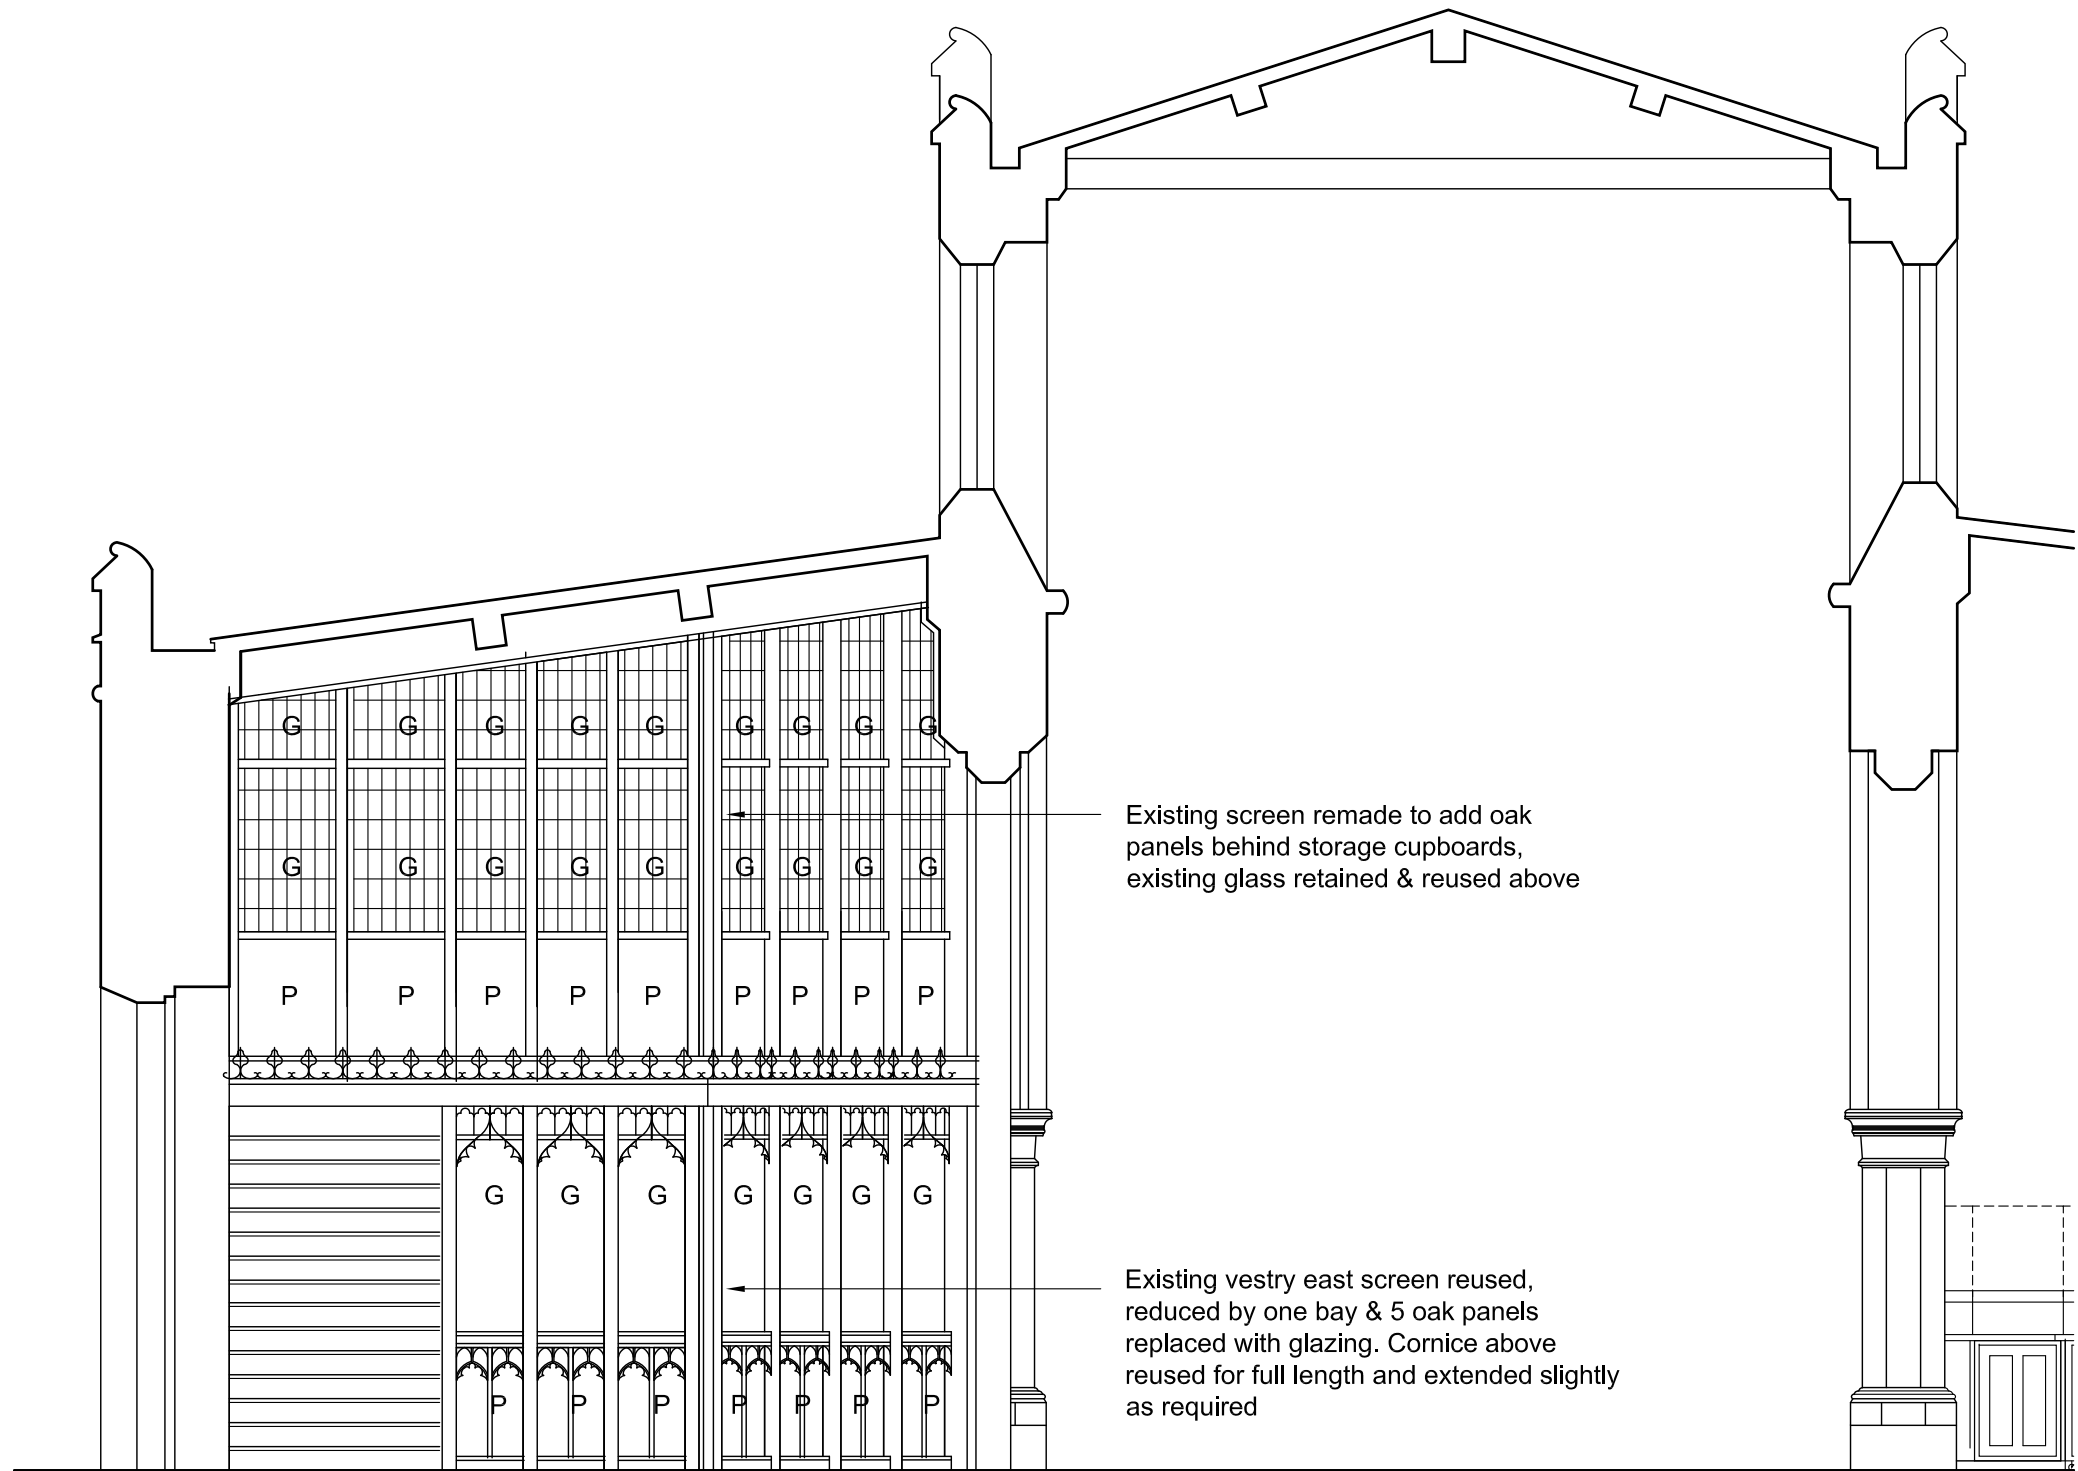 G G G G G G G G G
G G G G G G G G G
P P P P P P P P P
G G G G G G G
P P P P P P P
Existing screen remade to add oak
panels behind storage cupboards,
existing glass retained & reused above
Existing vestry east screen reused,
reduced by one bay & 5 oak panels
replaced with glazing. Cornice above
reused for full length and extended slightly
as required